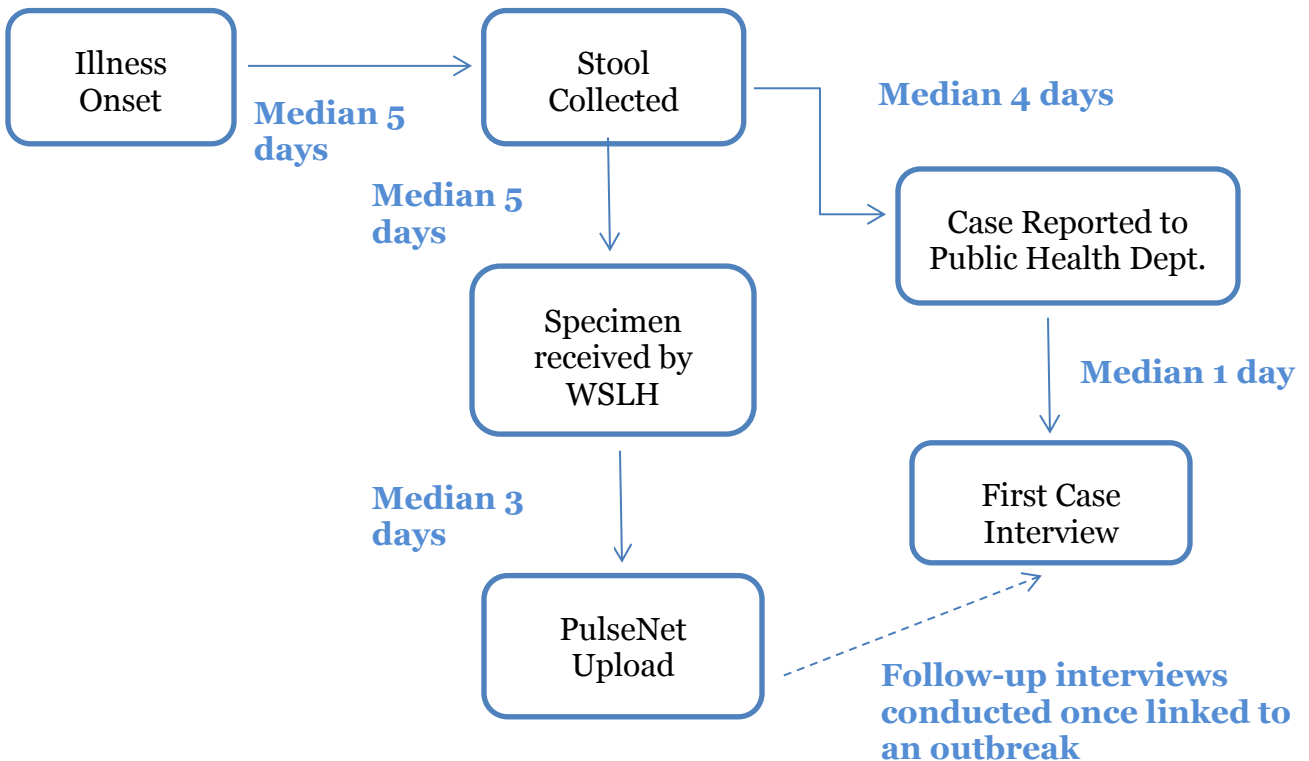 Illness
Onset
Median 5
days
Stool
Collected
Median 4 days
Median 5
days
Case Reported to
Public Health Dept.
Specimen
received by
WSLH
Median 1 day
Median 3
days
First Case
Interview
PulseNet
Upload
Follow-up interviews
conducted once linked to
an outbreak